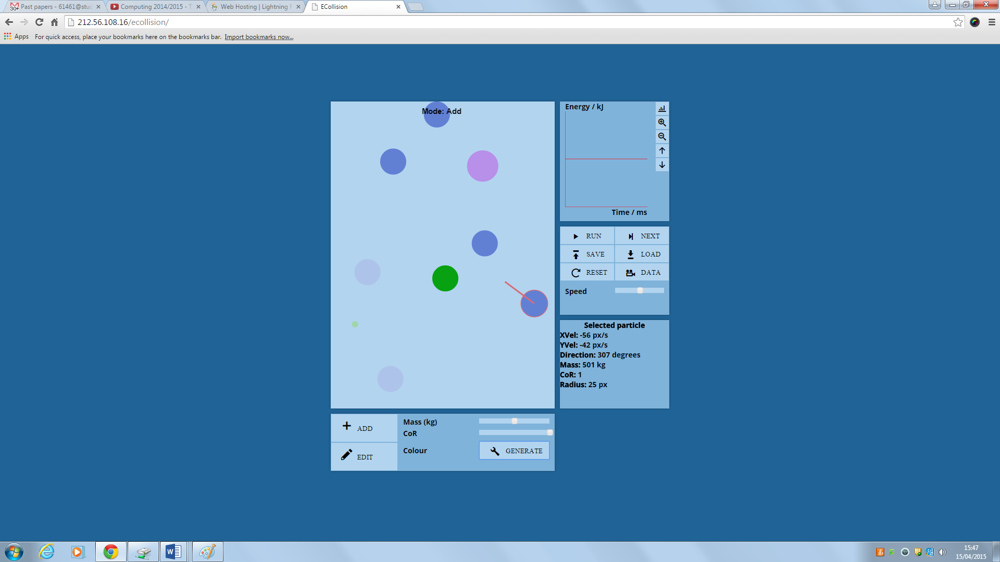 30+ Past papers - 61461@stuc
Computing 2014/2015 - T
Web Hosting | Lightning F
ECollision
212.56.108.16/ecollision/
Apps For quick access, place your bookmarks here on the bookmarks bar. Import bookmarks now...
Mode: Add
Energy / kJ
Time / ms
RUN
NEXT
SAVE
LOAD
RESET
DATA
Speed
Selected particle
XVel: -56 px/s
YVel: -42 px/s
Direction: 307 degrees
Mass: 501 kg
CoR: 1
Radius: 25 px
ADD
EDIT
Mass (kg)
CoR
Colour
GENERATE
15:47
15/04/2015